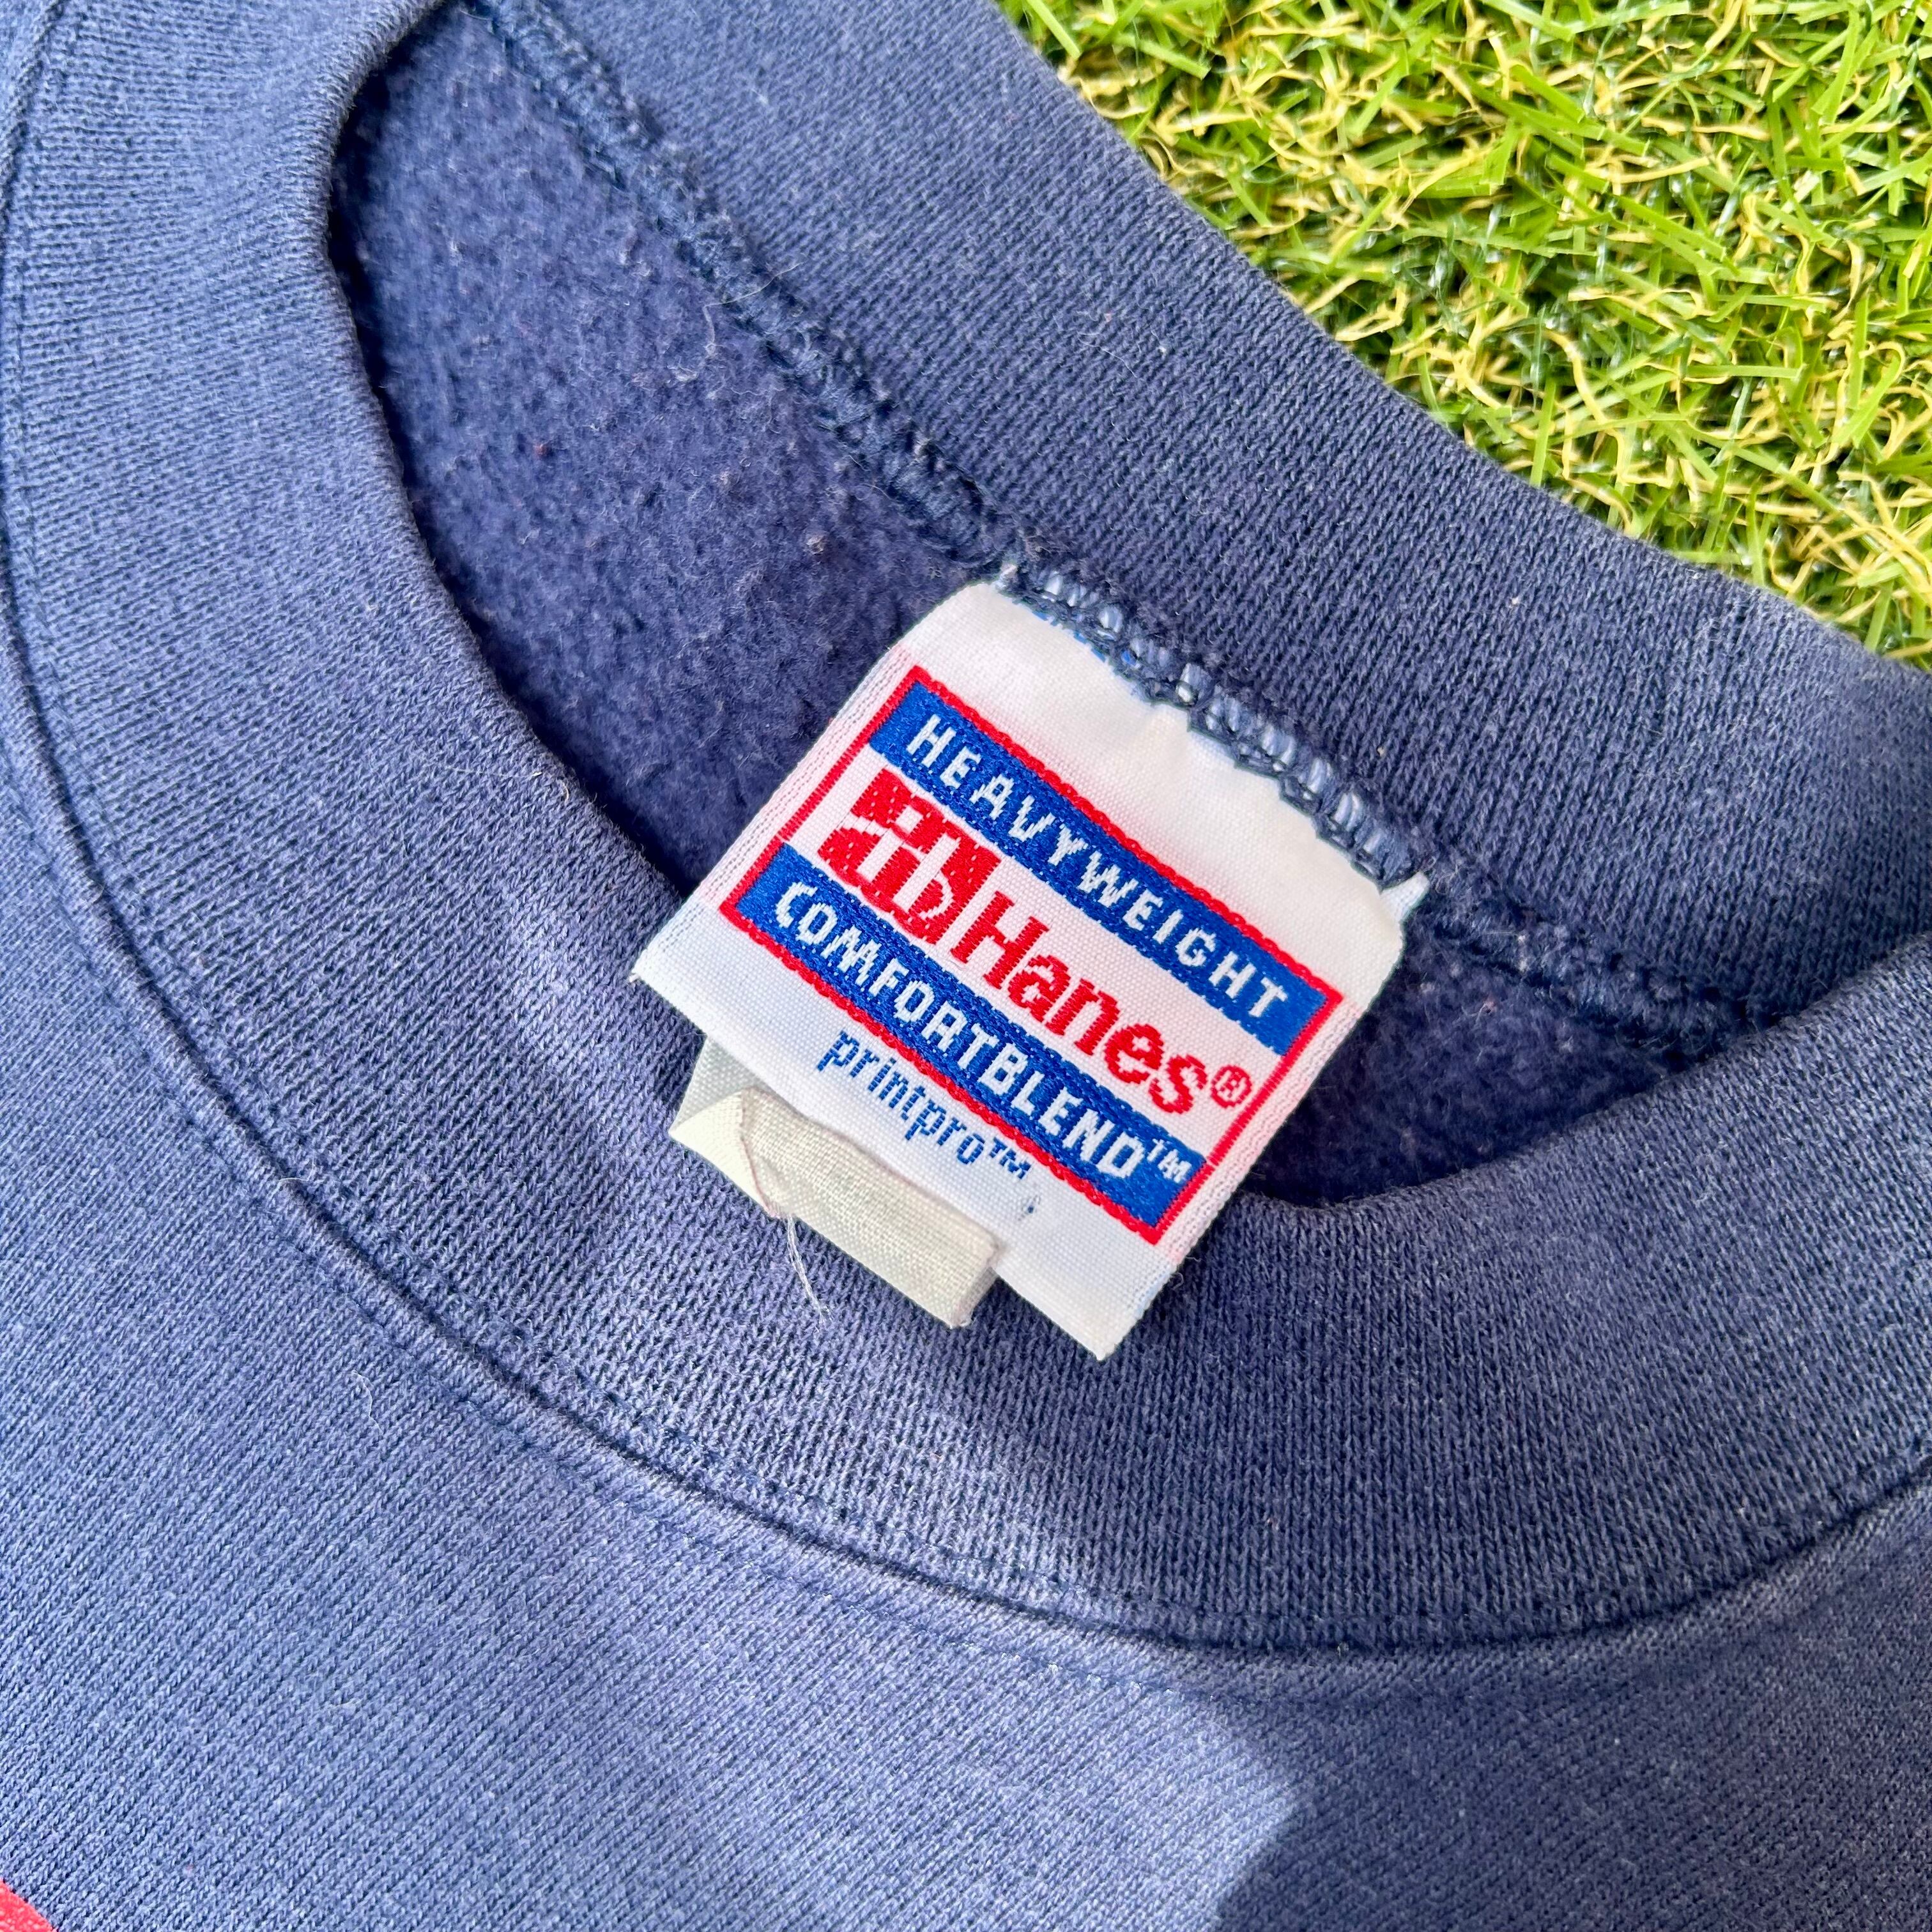 HEAVYWEIGHT
Hanes®
COMFORTBLEND™
printpro™